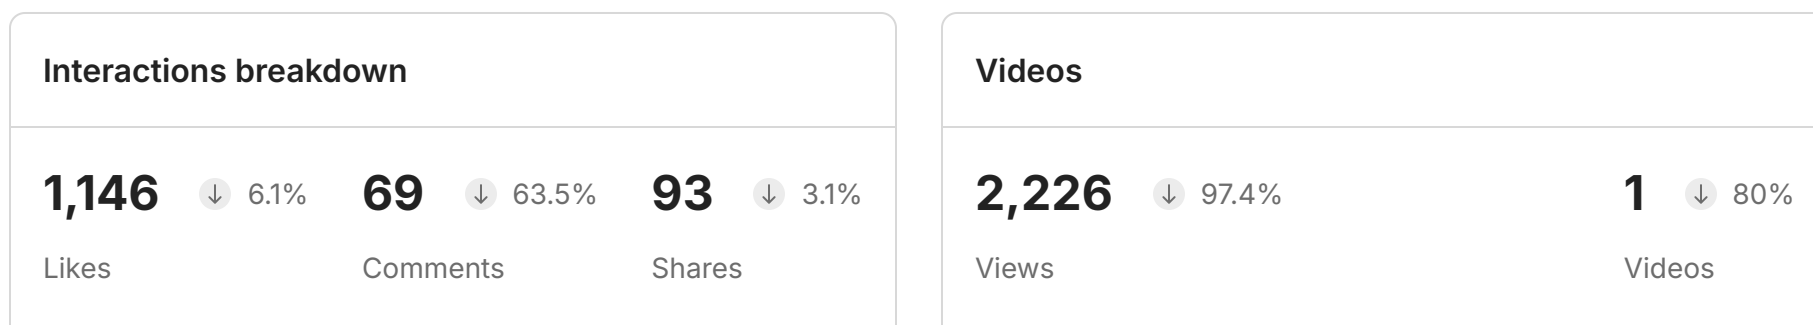 Interactions breakdown
1,146 ↓ 6.1% 69 ↓ 63.5% 93 ↓ 3.1%
Likes Comments Shares
Videos
2,226 ↓ 97.4% 1 ↓ 80%
Views Videos